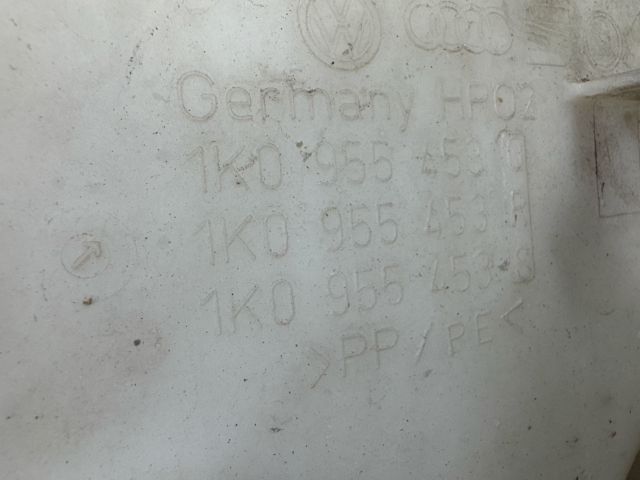 Germany HP02
1K0 955 453 Q
1K0 955 453 R
1K0 955 453 S
>PP/PE<